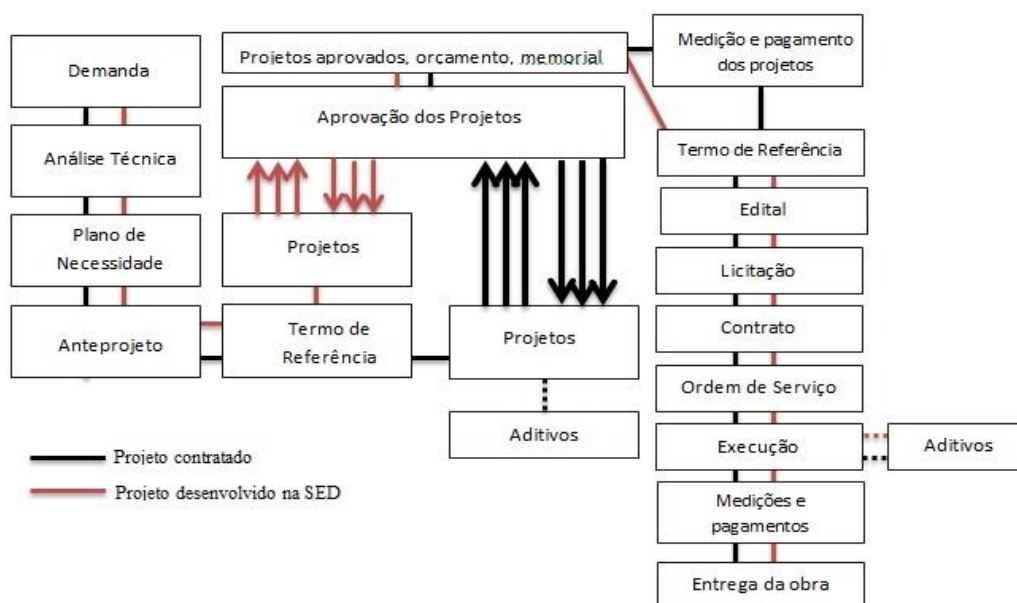 Demanda
Análise Técnica
Plano de
Necessidade
Anteprojeto
Projetos aprovados, orçamento, memorial
Aprovação dos Projetos
Projetos
Termo de
Referência
Projetos
Aditivos
Medição e pagamento
dos projetos
Termo de Referência
Edital
Licitação
Contrato
Ordem de Serviço
Execução
Aditivos
Medições e
pagamentos
Entrega da obra
Projeto contratado
Projeto desenvolvido na SED